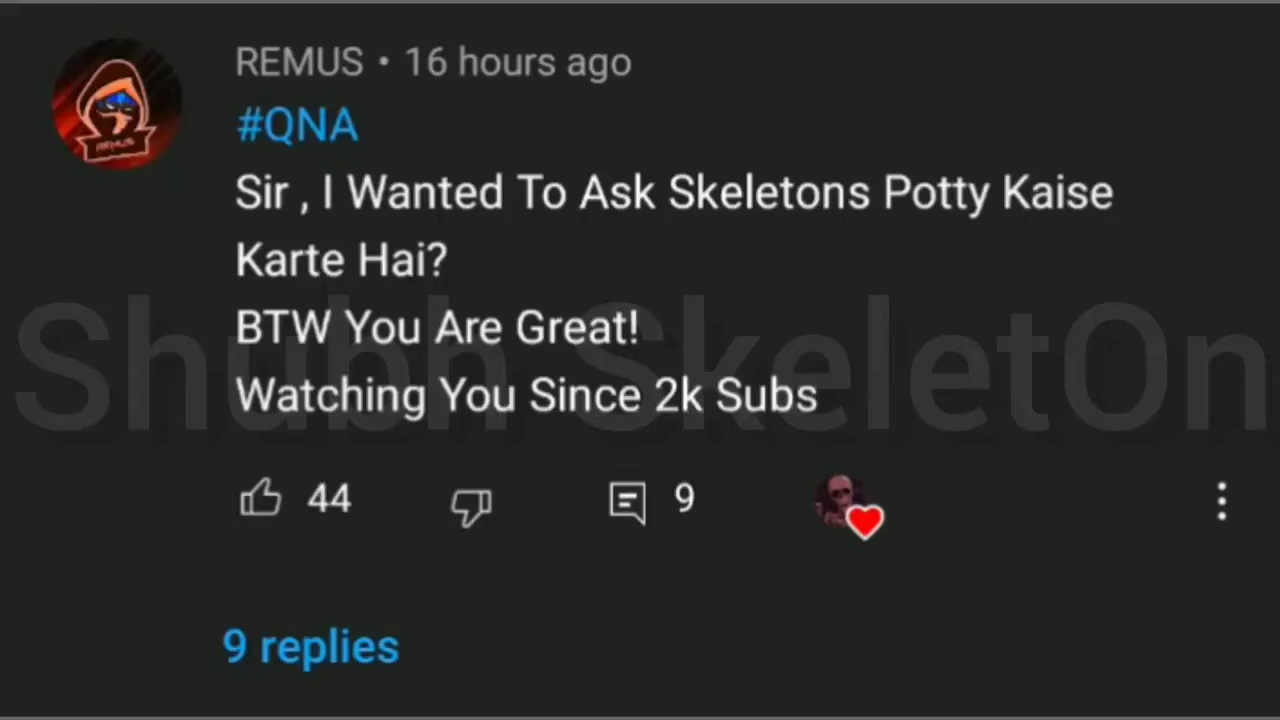 REMUS • 16 hours ago
#QNA
Sir , I Wanted To Ask Skeletons Potty Kaise
Karte Hai?
BTW You Are Great!
Shubh SkeletOn
Watching You Since 2k Subs
44
9
9 replies